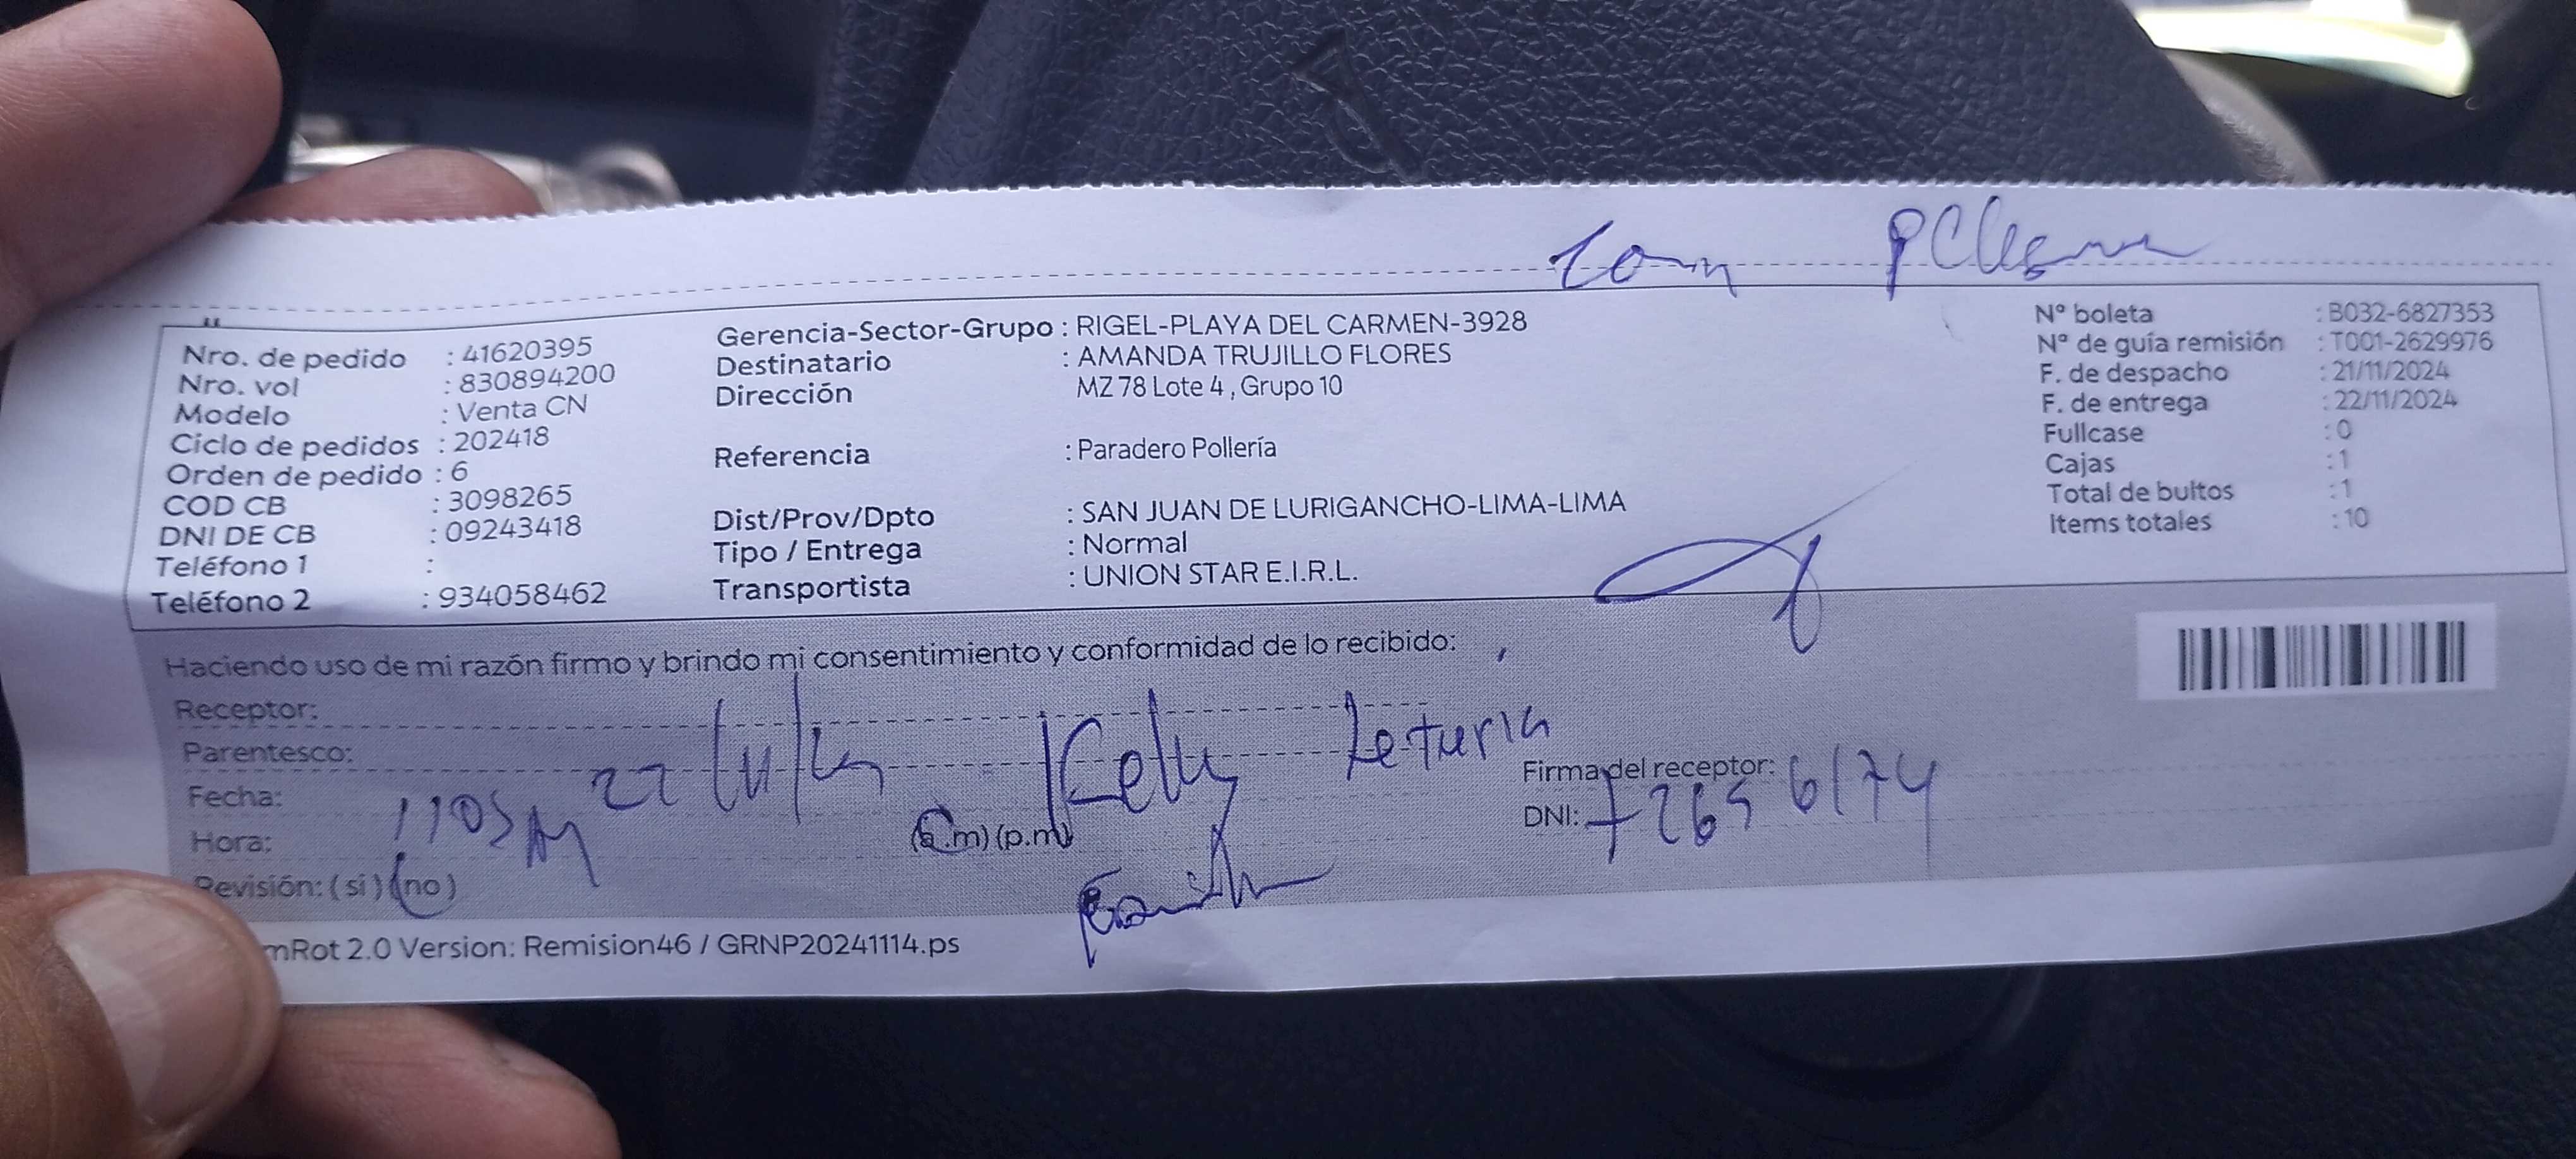 Nro. de pedido : 41620395
Nro. vol : 830894200
Modelo : Venta CN
Ciclo de pedidos : 202418
Orden de pedido : 6
COD CB : 3098265
DNI DE CB : 09243418
Teléfono 1 :
Teléfono 2 : 934058462
Gerencia-Sector-Grupo : RIGEL-PLAYA DEL CARMEN-3928
Destinatario : AMANDA TRUJILLO FLORES
Dirección MZ 78 Lote 4 , Grupo 10
Referencia : Paradero Pollería
Dist/Prov/Dpto : SAN JUAN DE LURIGANCHO-LIMA-LIMA
Tipo / Entrega : Normal
Transportista : UNION STAR E.I.R.L.
N° boleta : B032-6827353
N° de guía remisión : T001-2629976
F. de despacho : 21/11/2024
F. de entrega : 22/11/2024
Fullcase : 0
Cajas : 1
Total de bultos : 1
Items totales : 10
Haciendo uso de mi razón firmo y brindo mi consentimiento y conformidad de lo recibido:
Receptor:
Parentesco:
Fecha: 22
Hora: (a.m) (p.m)
Revisión: ( si ) (no )
Kelly Leturia
Firma del receptor:
DNI:
mRot 2.0 Version: Remision46 / GRNP20241114.ps